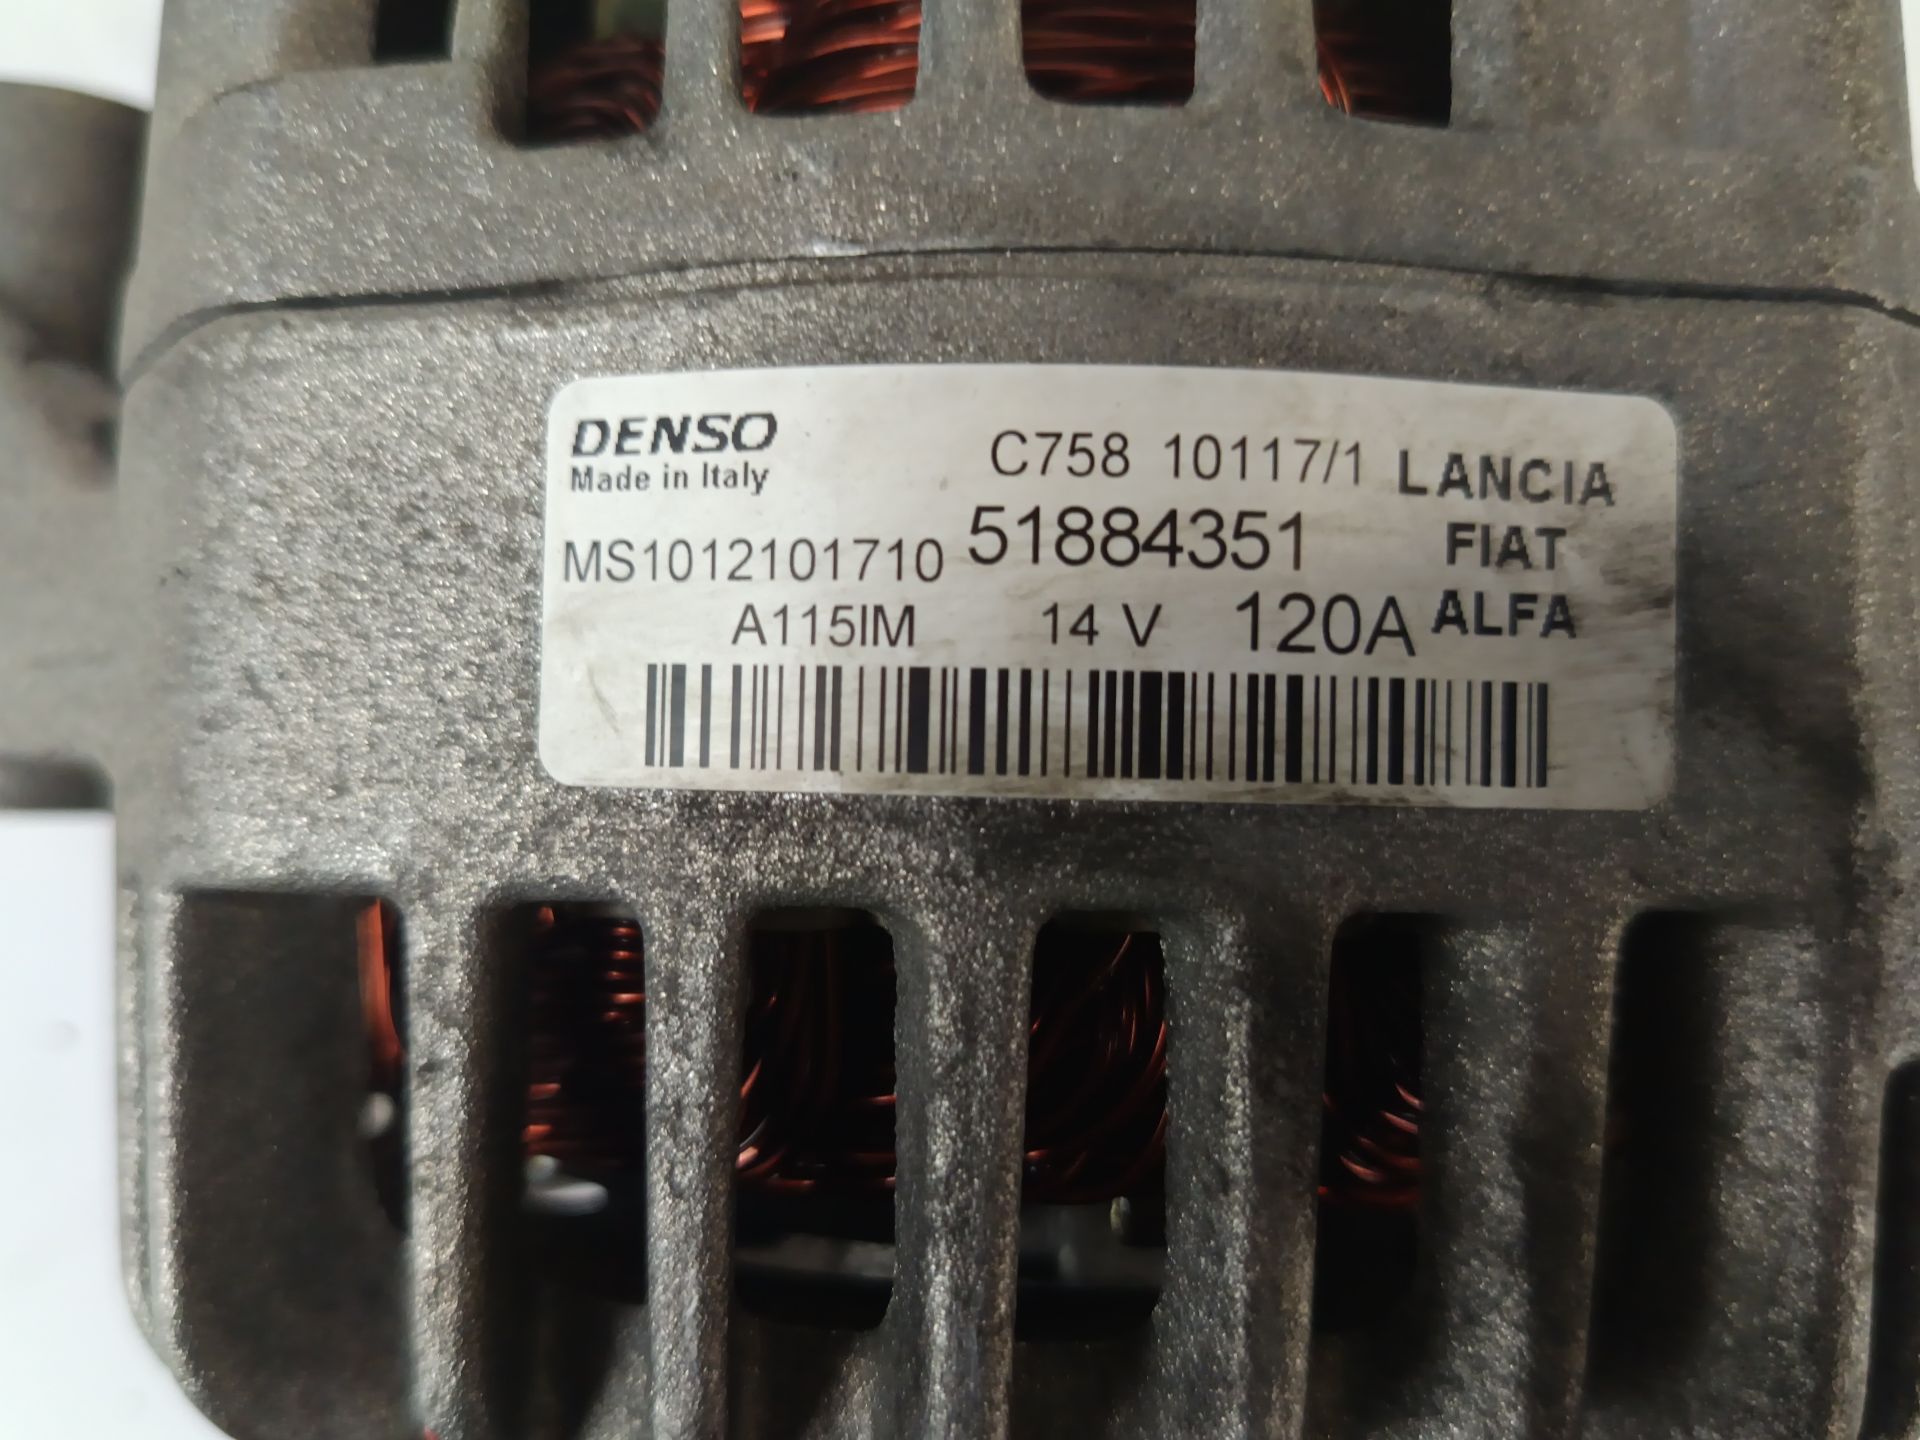 DENSO
Made in Italy
C758 10117/1 LANCIA
MS1012101710 51884351 FIAT
A115IM 14 V 120A ALFA